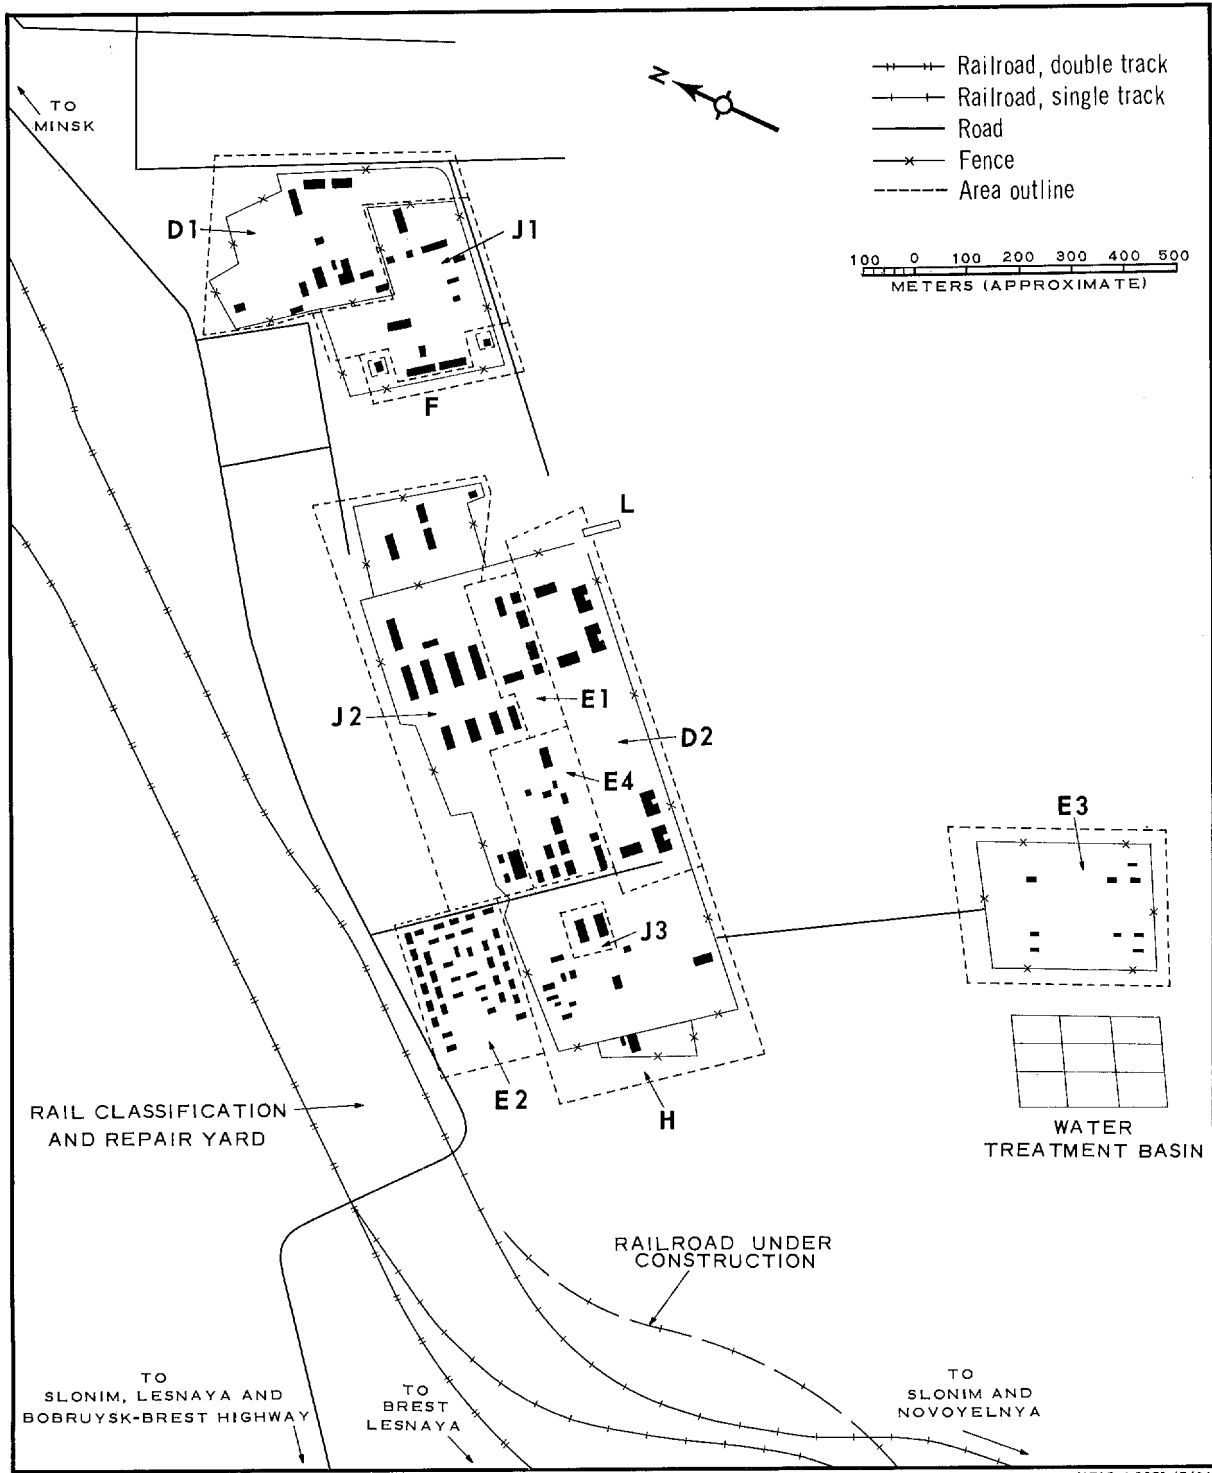 Railroad, double track
Railroad, single track
Road
Fence
Area outline
N
100 0 100 200 300 400 500
METERS (APPROXIMATE)
TO
MINSK
D1
J1
F
L
J2
E1
D2
E4
E3
J3
E2
H
RAIL CLASSIFICATION
AND REPAIR YARD
WATER
TREATMENT BASIN
RAILROAD UNDER
CONSTRUCTION
TO
SLONIM, LESNAYA AND
BOBRUYSK-BREST HIGHWAY
TO
BREST
LESNAYA
TO
SLONIM AND
NOVOYELNYA